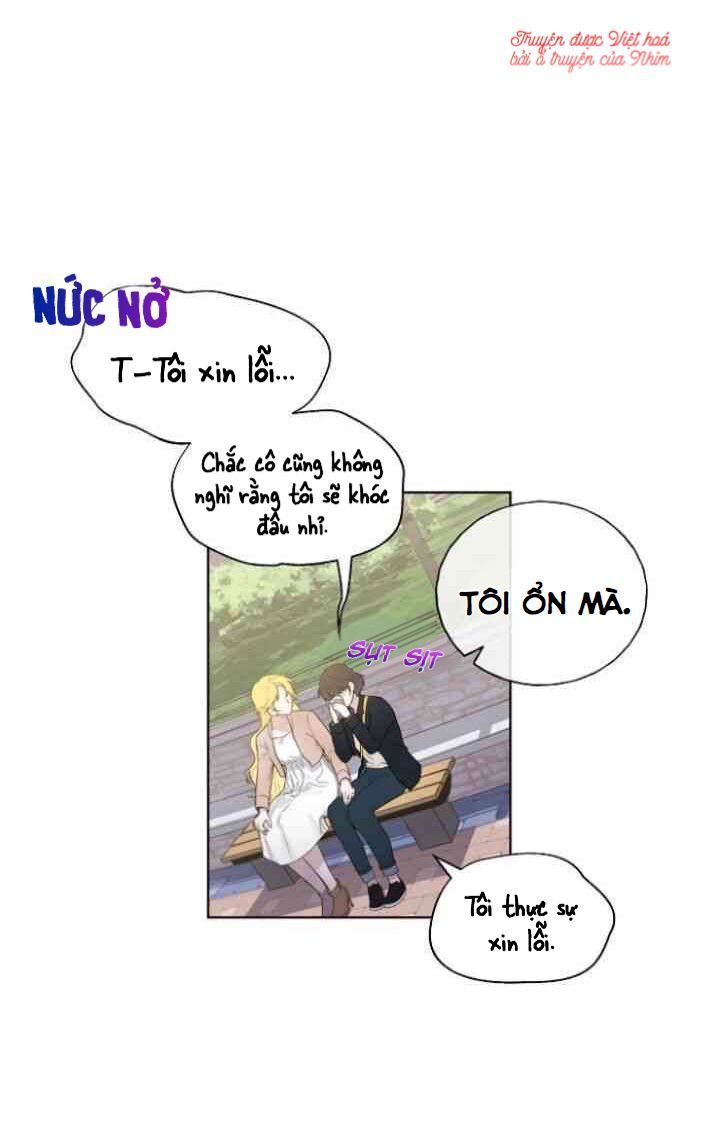 Truyện được Việt hoá
bởi ổ truyện của Nhím
NỨC NỞ
T-Tôi xin lỗi...
Chắc cô cũng không
nghĩ rằng tôi sẽ khóc
đâu nhỉ.
TÔI ỔN MÀ.
SỤT SỊT
Tôi thực sự
xin lỗi.